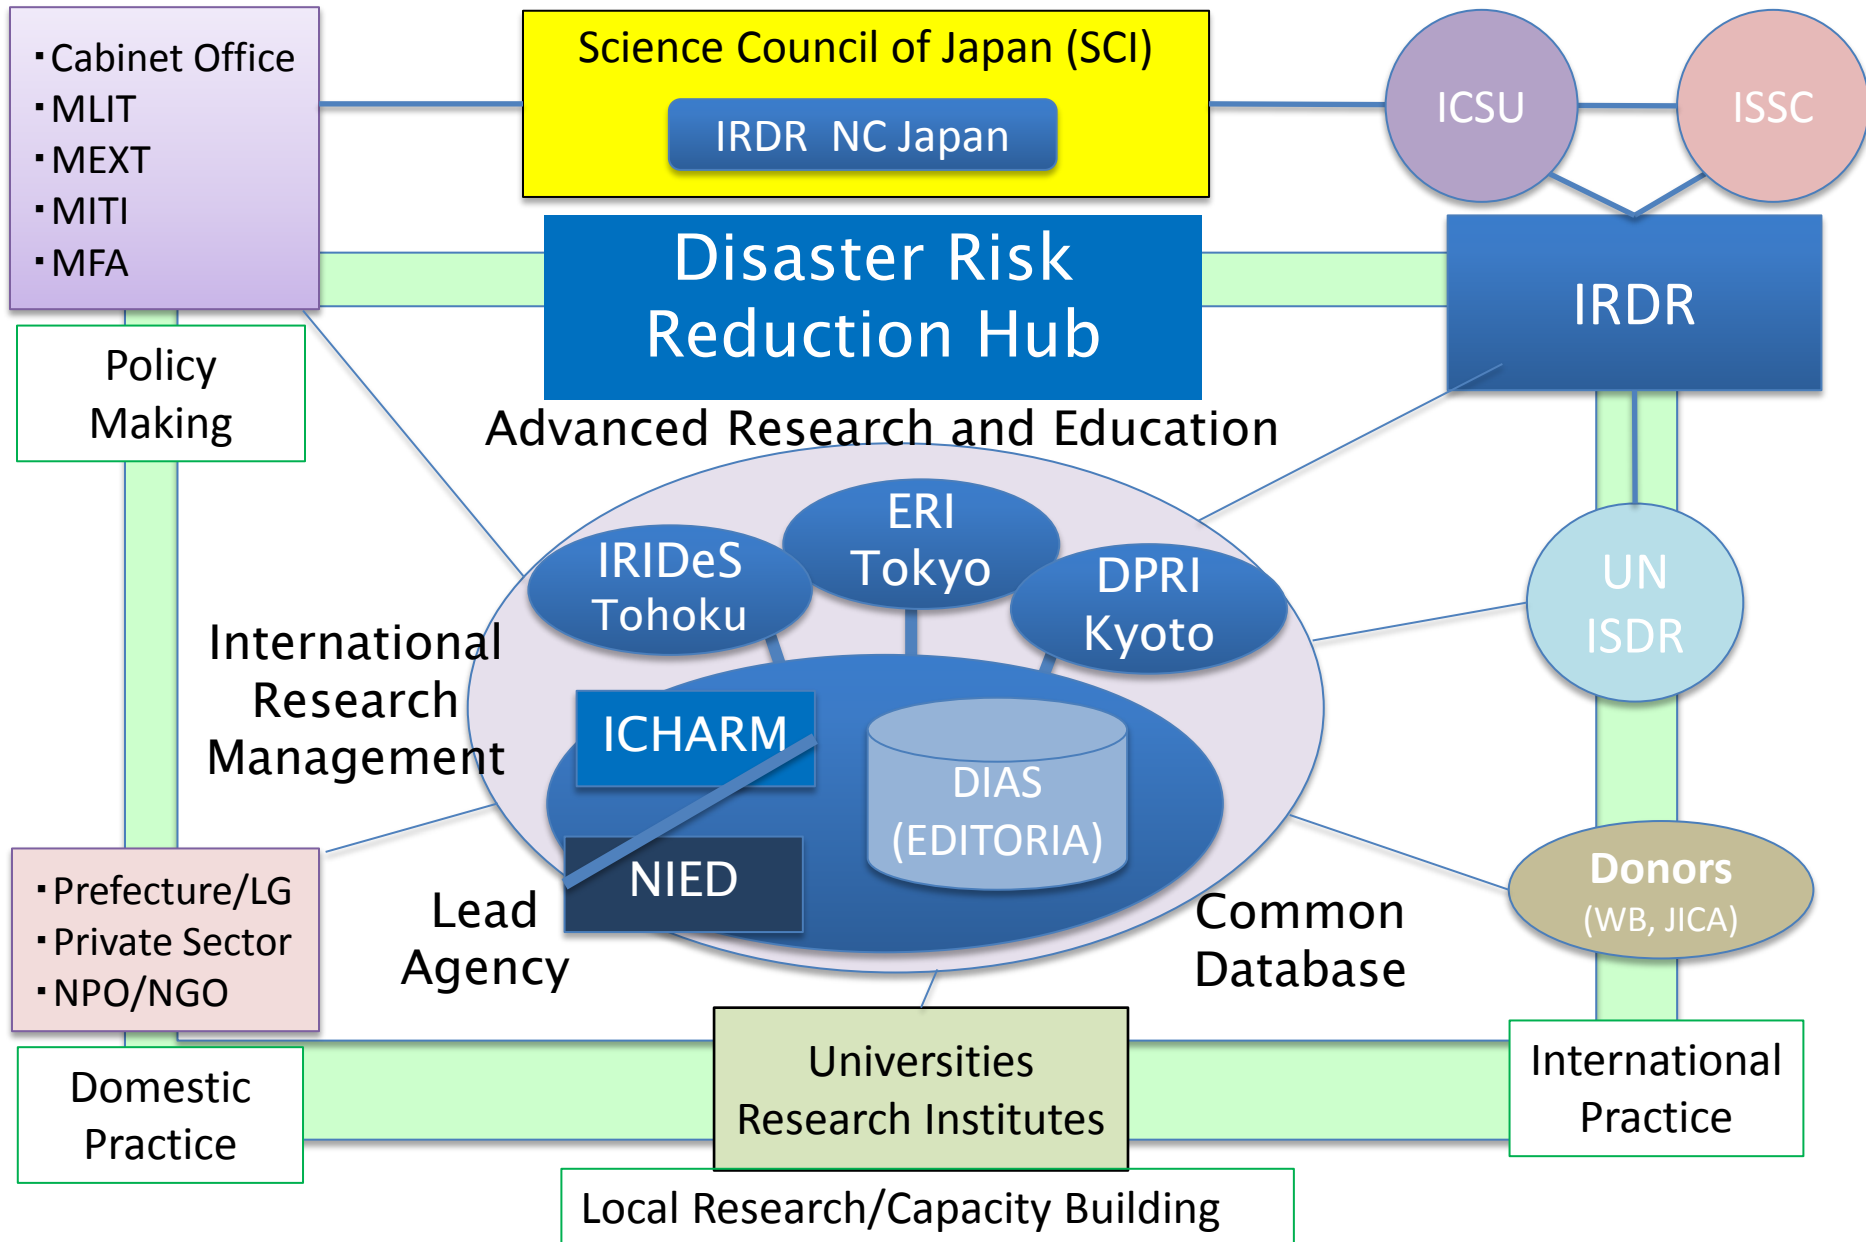 ▪Cabinet Office
▪MLIT
▪MEXT
▪MITI
▪MFA
Science Council of Japan (SCI)
IRDR  NC Japan
ICSU
ISSC
Disaster Risk
Reduction Hub
IRDR
Policy
Making
Advanced Research and Education
ERI
Tokyo
IRIDeS
Tohoku
DPRI
Kyoto
UN
ISDR
International
Research
Management
ICHARM
DIAS
(EDITORIA)
NIED
Donors
(WB, JICA)
▪Prefecture/LG
▪Private Sector
▪NPO/NGO
Lead
Agency
Common
Database
Universities
Research Institutes
International
Practice
Domestic
Practice
Local Research/Capacity Building